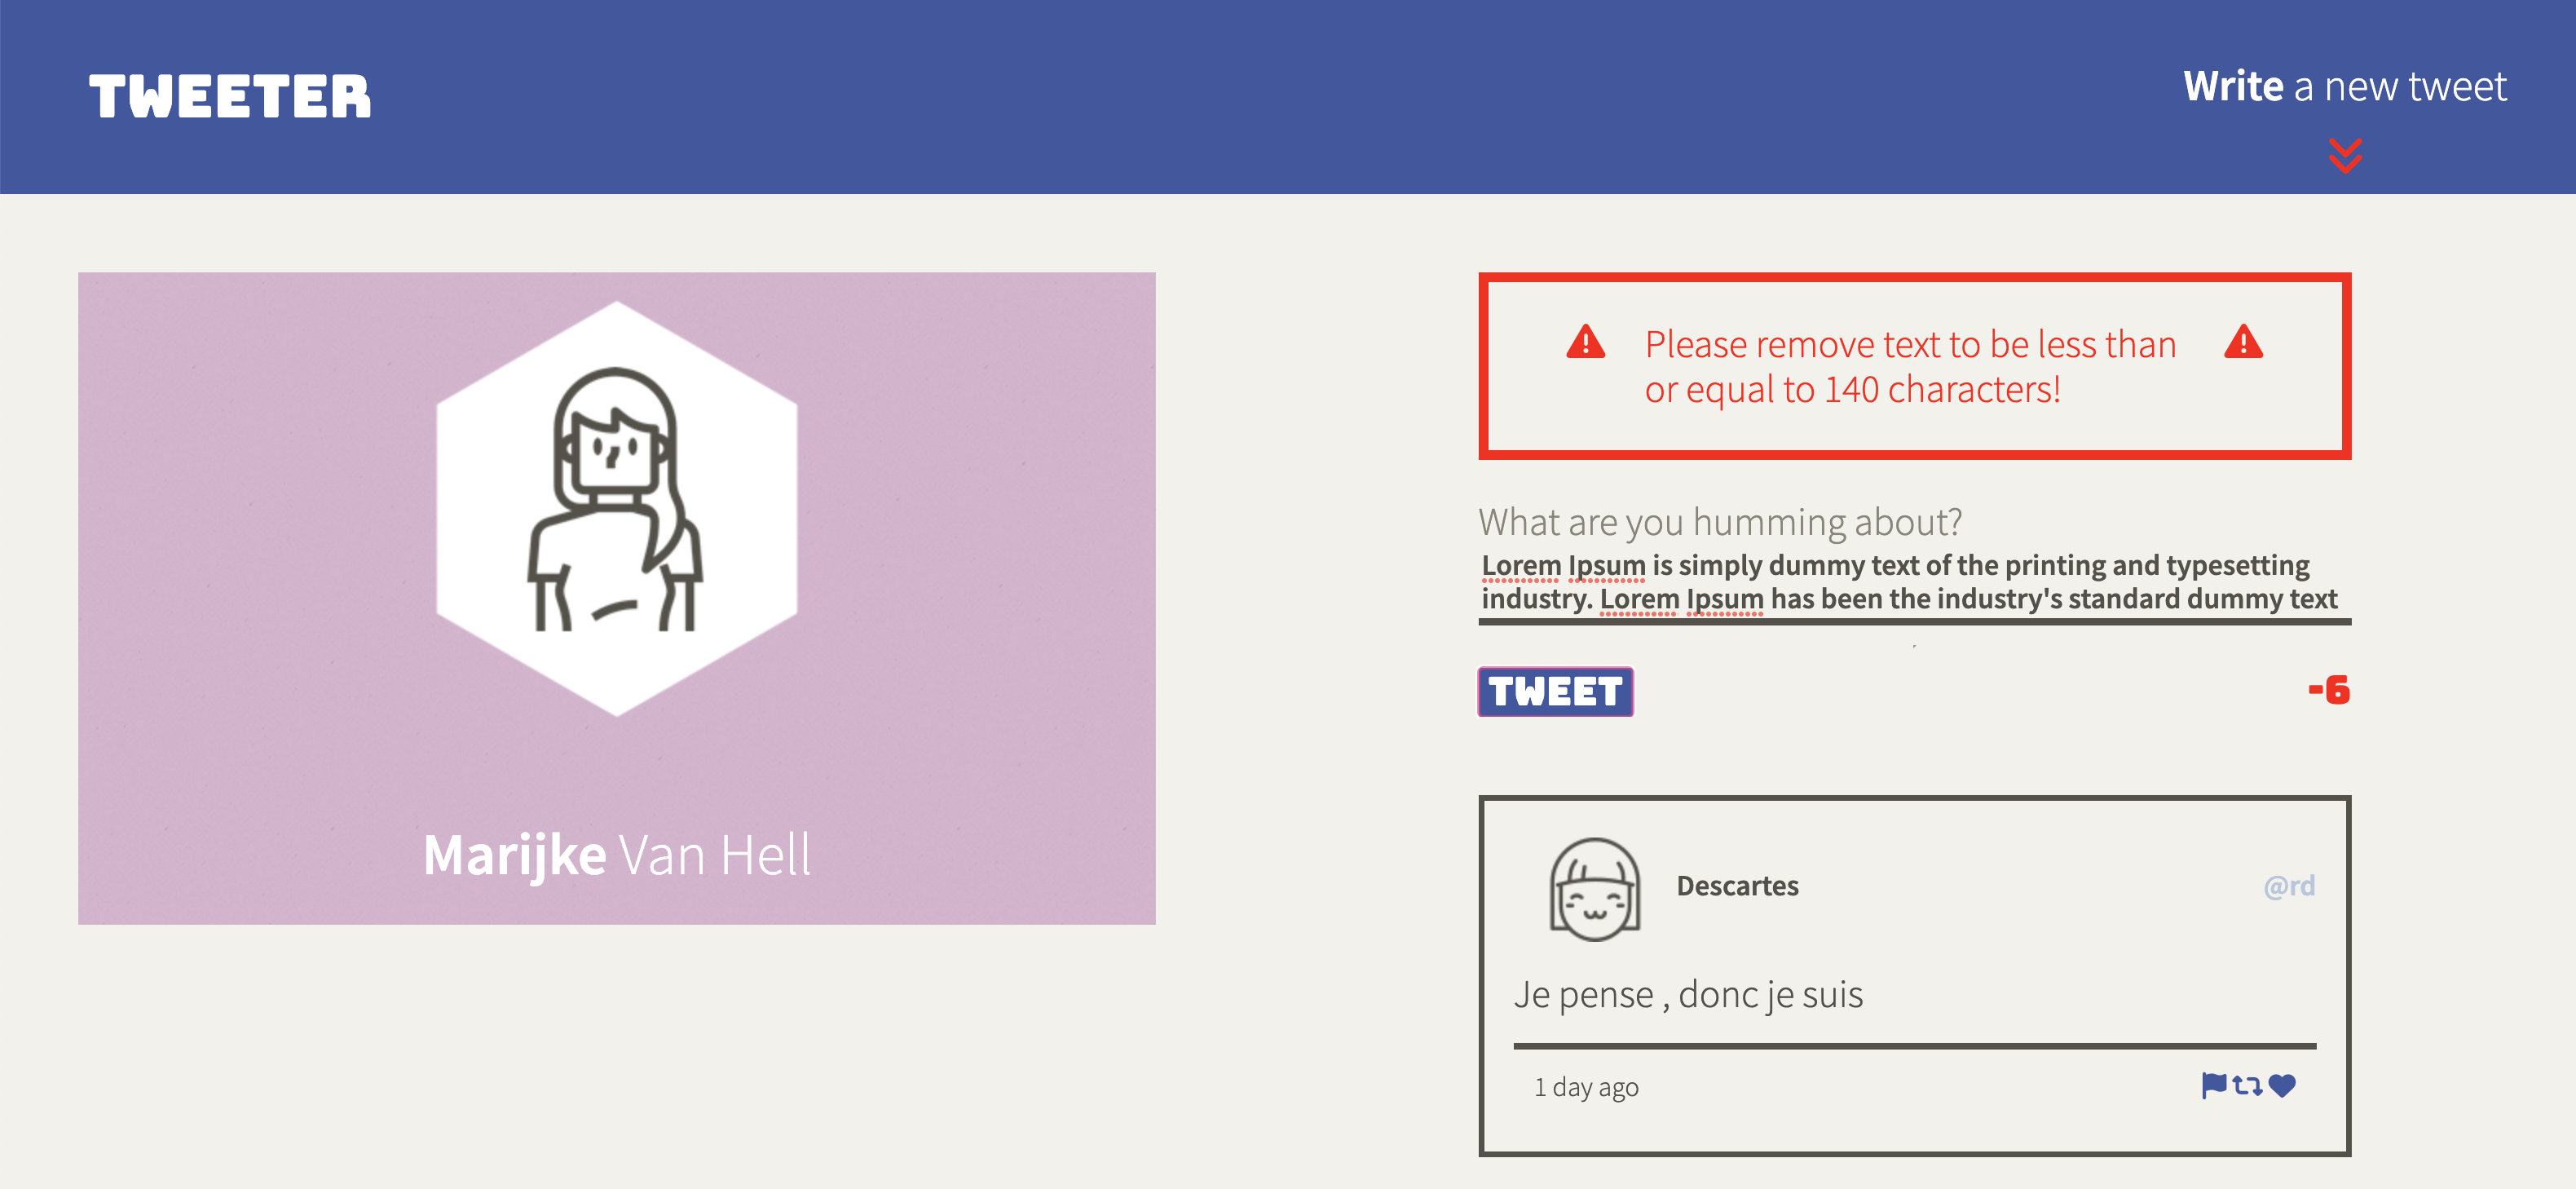 TWEETER
Write a new tweet
Marijke Van Hell
Please remove text to be less than
or equal to 140 characters!
What are you humming about?
Lorem Ipsum is simply dummy text of the printing and typesetting
industry. Lorem Ipsum has been the industry's standard dummy text
TWEET
-6
Descartes
@rd
Je pense , donc je suis
1 day ago